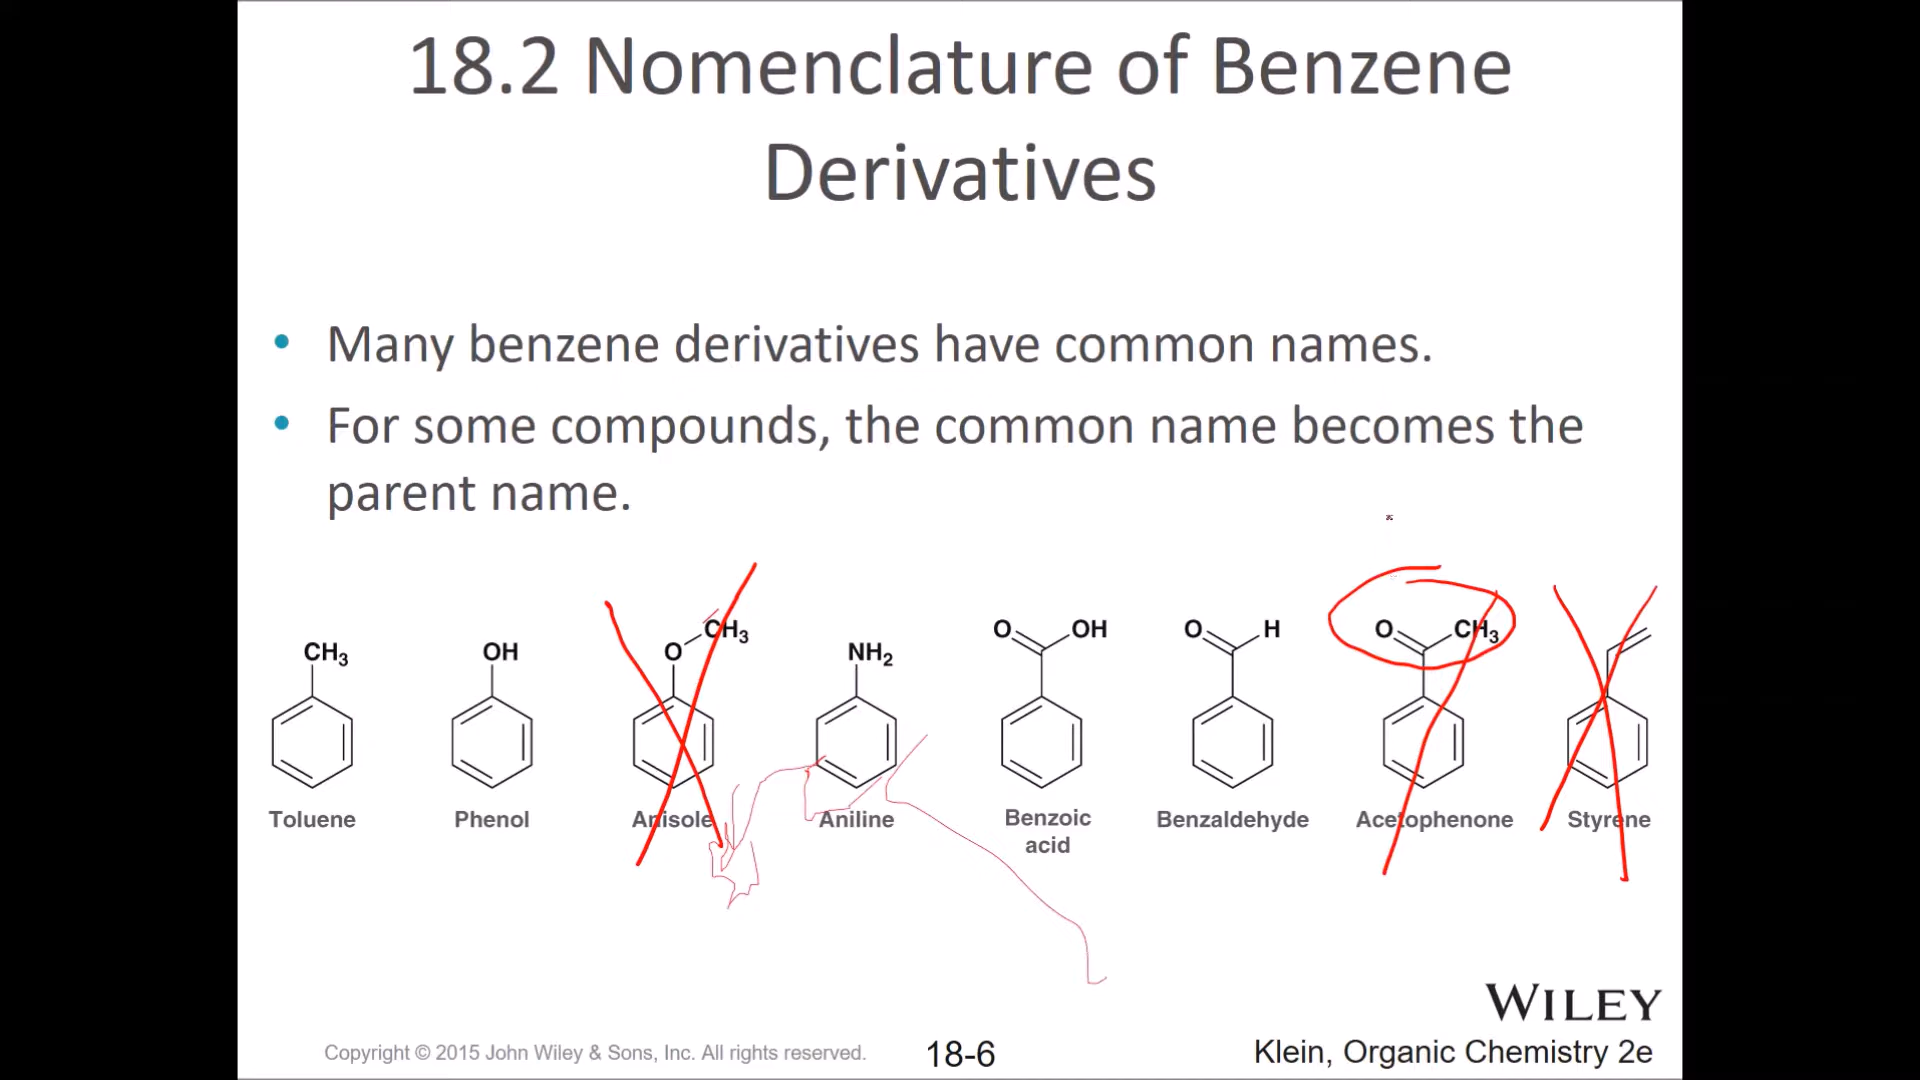 18.2 Nomenclature of Benzene
Derivatives
• Many benzene derivatives have common names.
• For some compounds, the common name becomes the
parent name.
CH₃ OH O CH₃ NH₂ O OH O H O CH₃
Toluene Phenol Anisole Aniline Benzoic acid Benzaldehyde Acetophenone Styrene
WILEY
Copyright © 2015 John Wiley & Sons, Inc. All rights reserved. 18-6 Klein, Organic Chemistry 2e